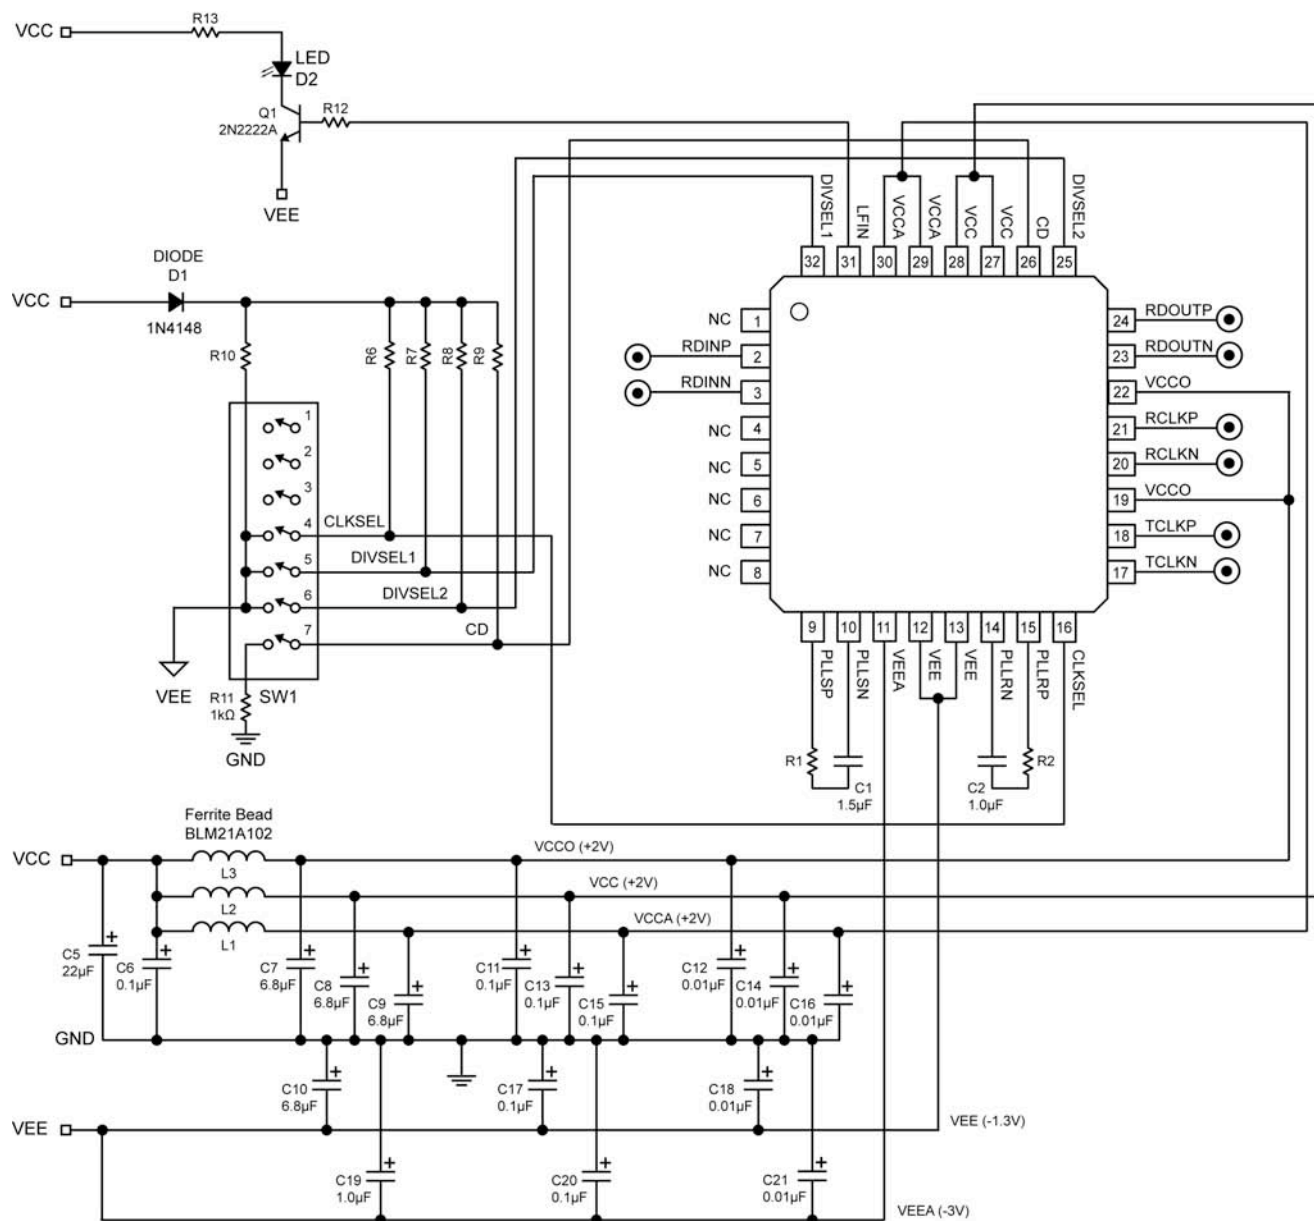 VCC
R13
LED
D2
Q1
2N2222A
R12
VEE
DIODE
D1
VCC
1N4148
R10
R6
R7
R8
R9
1
2
3
4
5
6
7
CLKSEL
DIVSEL1
DIVSEL2
CD
VEE
SW1
R11
1kΩ
GND
DIVSEL1
LFIN
VCCA
VCCA
VCC
VCC
CD
DIVSEL2
32
31
30
29
28
27
26
25
NC
1
RDINP
2
RDINN
3
NC
4
NC
5
NC
6
NC
7
NC
8
24
RDOUTP
23
RDOUTN
22
VCCO
21
RCLKP
20
RCLKN
19
VCCO
18
TCLKP
17
TCLKN
9
10
11
12
13
14
15
16
PLLSP
PLLSN
VEEA
VEE
VEE
PLLRN
PLLRP
CLKSEL
R1
C1
1.5μF
C2
1.0μF
R2
Ferrite Bead
BLM21A102
VCC
L3
VCCO (+2V)
L2
VCC (+2V)
L1
VCCA (+2V)
C5
22μF
C6
0.1μF
C7
6.8μF
C8
6.8μF
C9
6.8μF
C11
0.1μF
C13
0.1μF
C15
0.1μF
C12
0.01μF
C14
0.01μF
C16
0.01μF
GND
C10
6.8μF
C17
0.1μF
C18
0.01μF
VEE
VEE (-1.3V)
C19
1.0μF
C20
0.1μF
C21
0.01μF
VEEA (-3V)